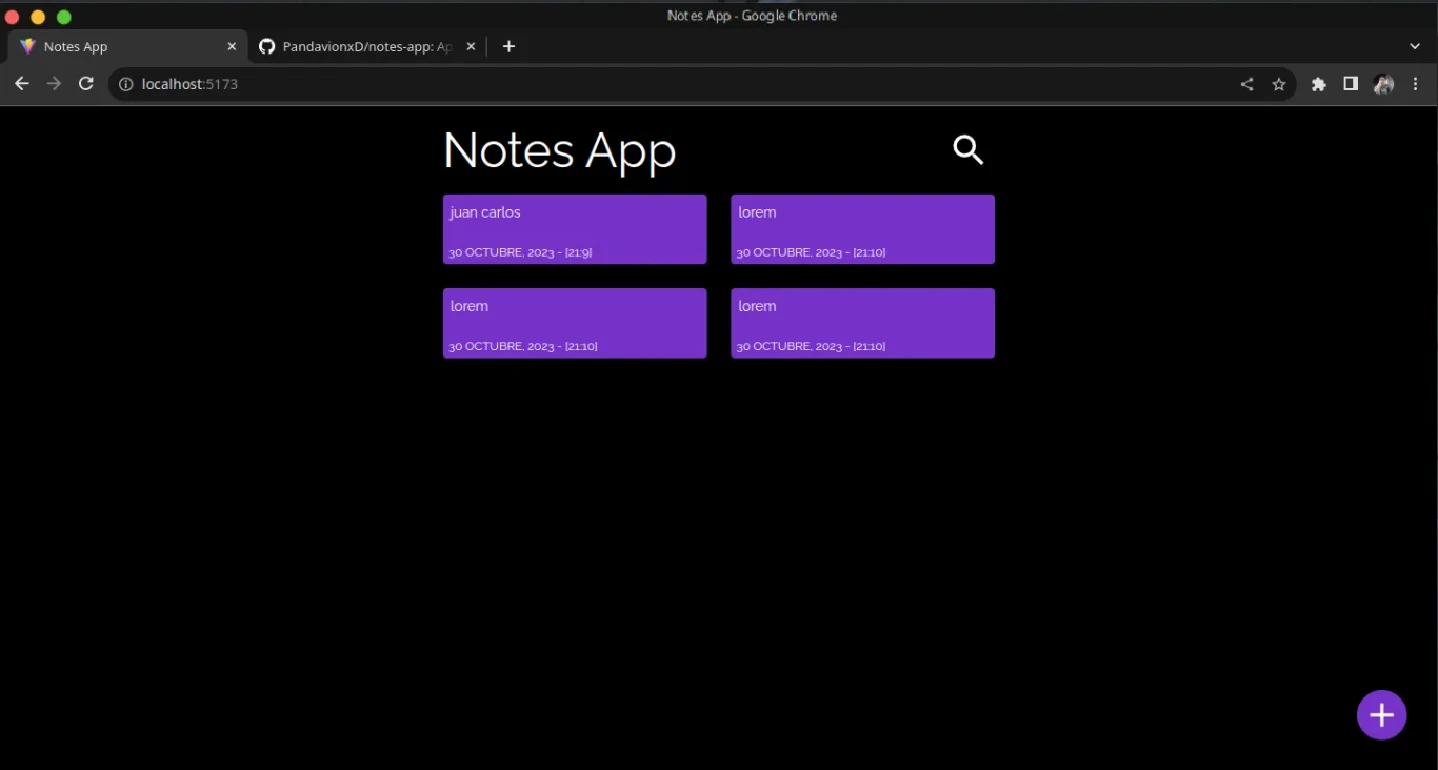 Notes App - Google Chrome
Notes App
PandavionxD/notes-app: Ap
localhost:5173
Notes App
juan carlos
30 OCTUBRE, 2023 - [21:9]
lorem
30 OCTUBRE, 2023 - [21:10]
lorem
30 OCTUBRE, 2023 - [21:10]
lorem
30 OCTUBRE, 2023 - [21:10]